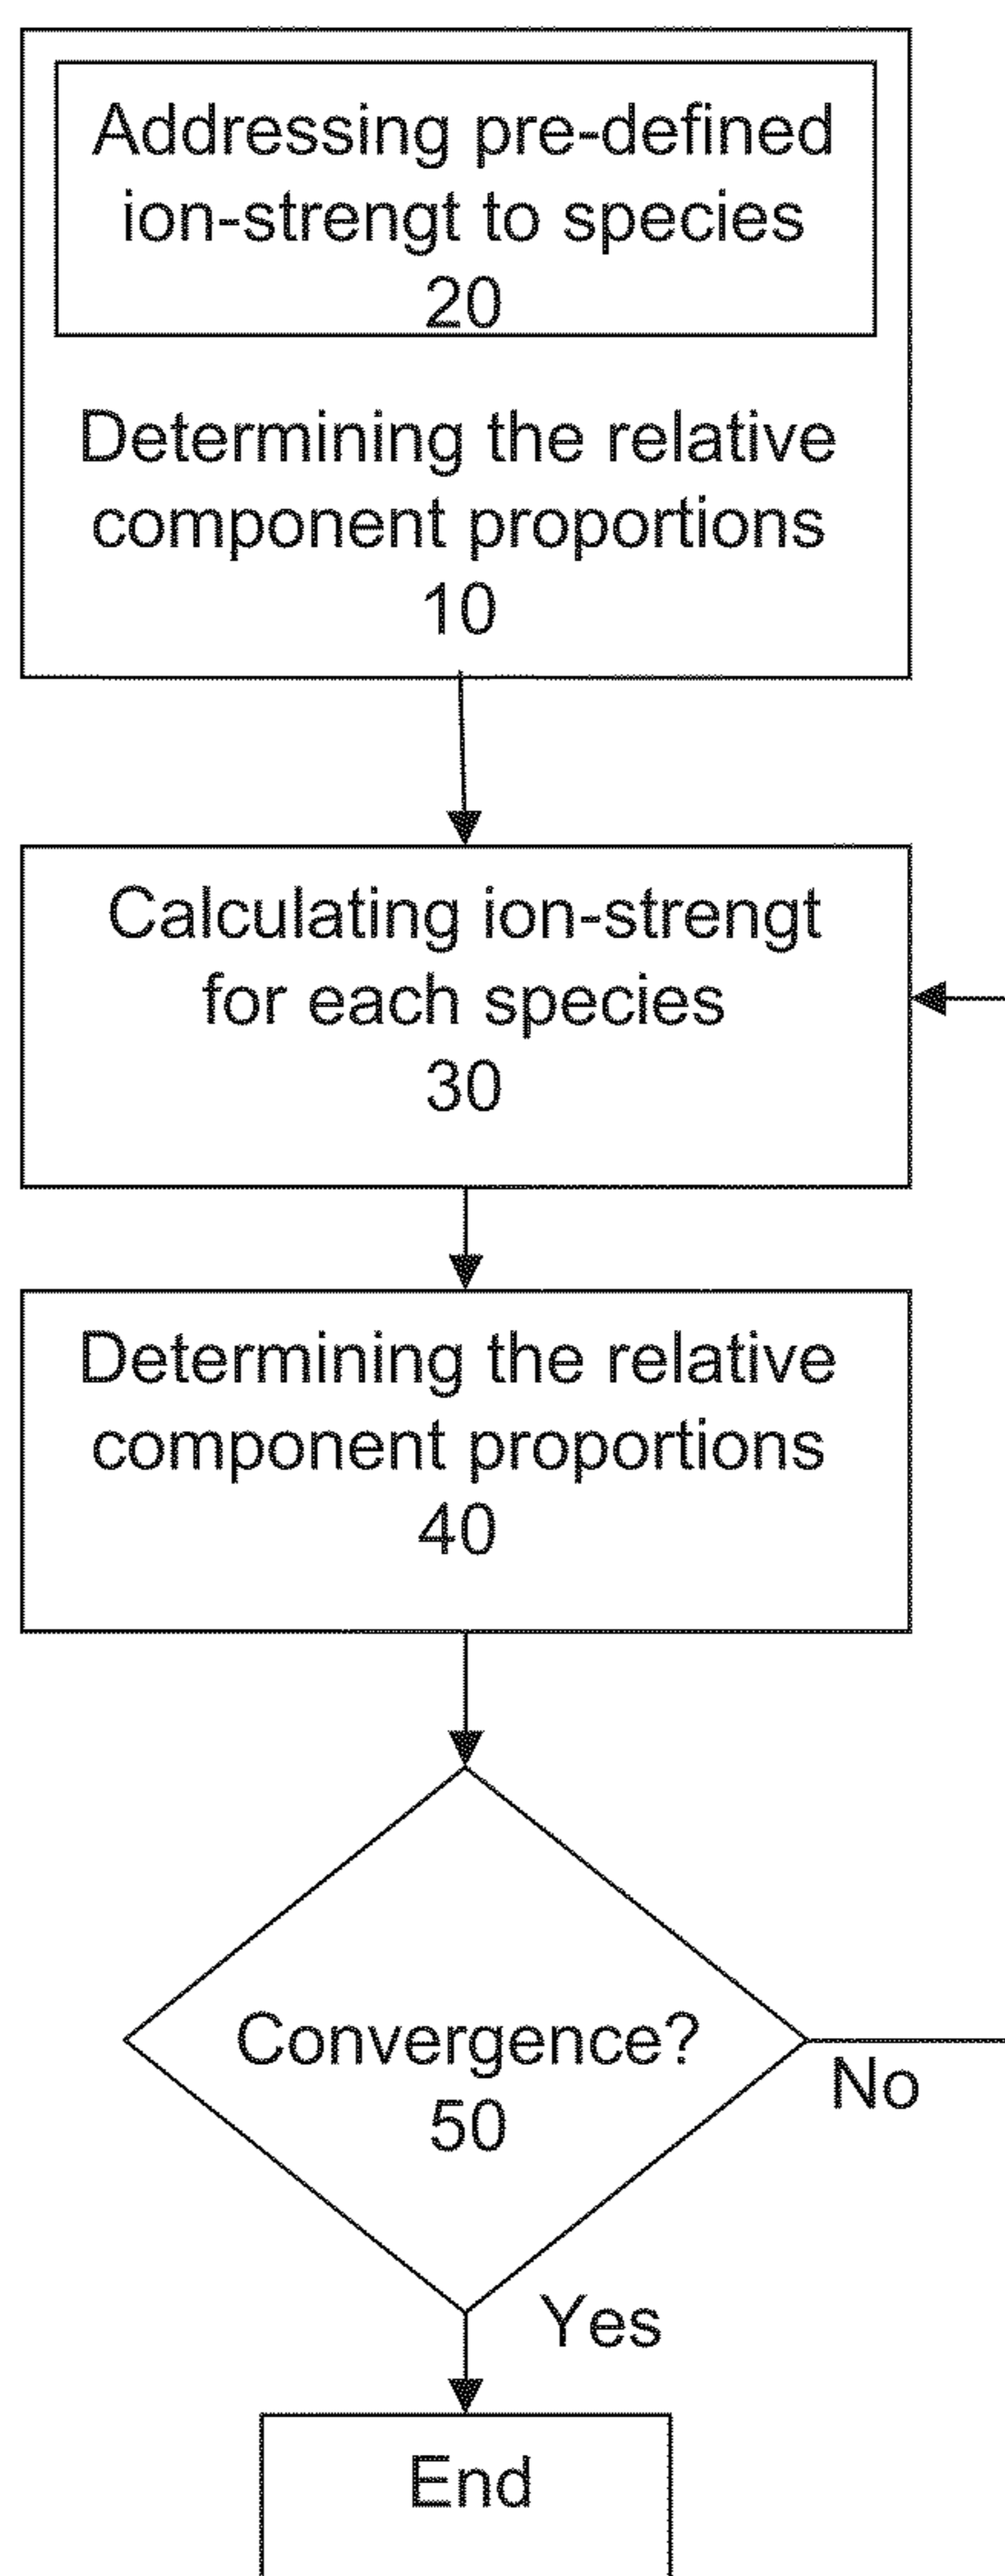 Addressing pre-defined
ion-strengt to species
20
Determining the relative
component proportions
10
Calculating ion-strengt
for each species
30
Determining the relative
component proportions
40
Convergence?
50
No
Yes
End